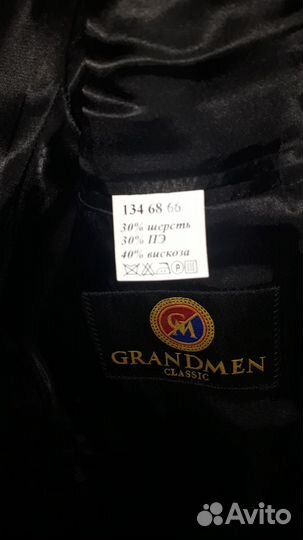 134 68 66
30% шерсть
30% ПЭ
40% вискоза
GM
GRANDMEN
CLASSIC
Avito